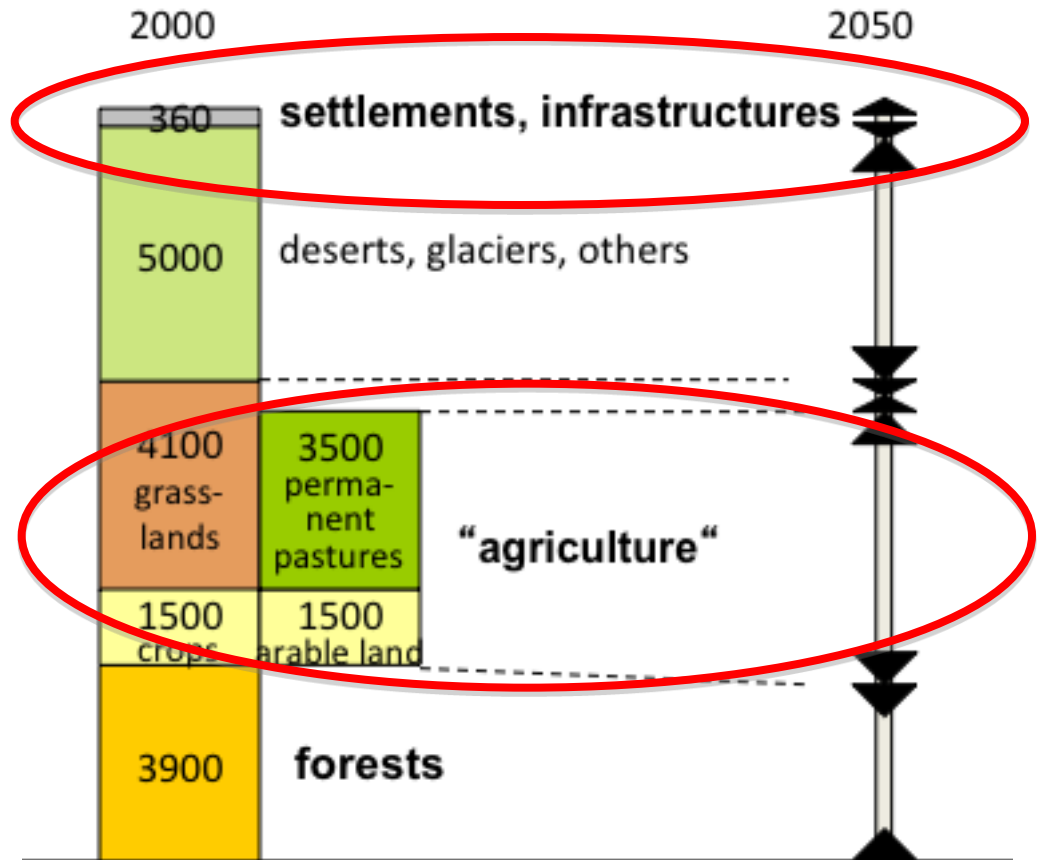 2000
2050
360
settlements, infrastructures
5000
deserts, glaciers, others
4100
grass-
lands
3500
perma-
nent
pastures
“agriculture“
1500
crops
1500
arable land
3900
forests